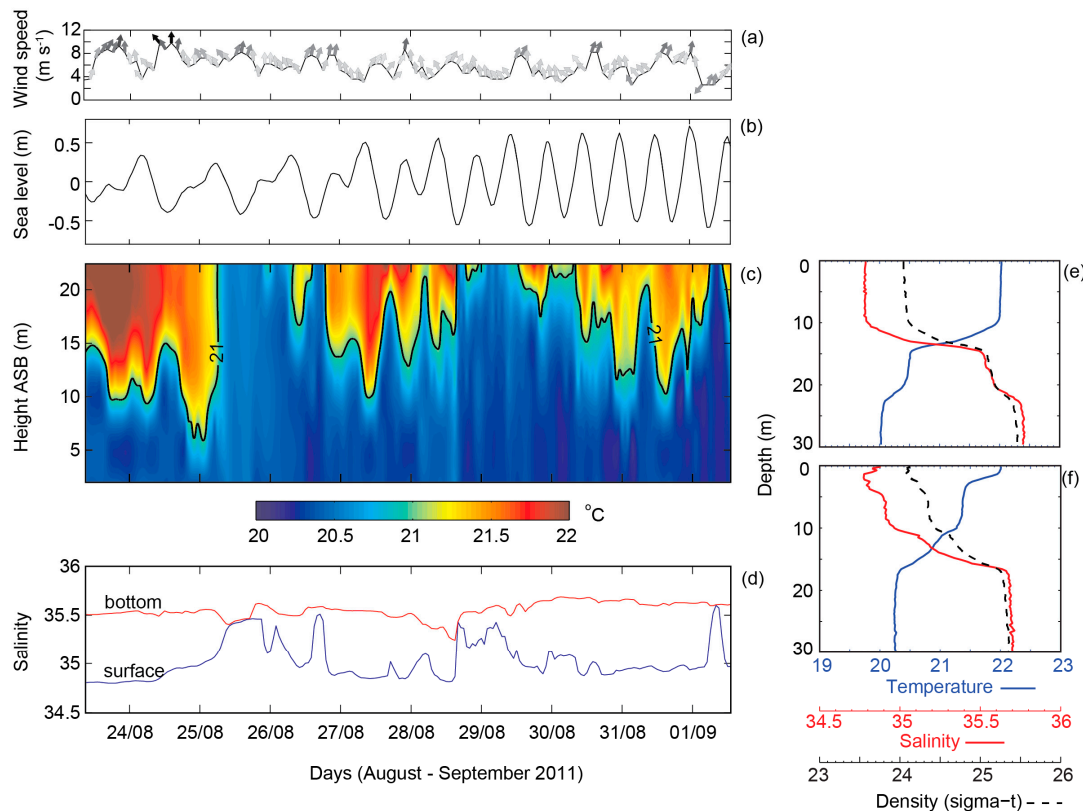 Wind speed
(m s⁻¹)
12
8
4
0
(a)
Sea level (m)
0.5
0
-0.5
(b)
Height ASB (m)
20
15
10
5
21
21
(c)
20
20.5
21
21.5
22
°C
Salinity
36
35.5
35
34.5
bottom
surface
(d)
24/08
25/08
26/08
27/08
28/08
29/08
30/08
31/08
01/09
Days (August - September 2011)
Depth (m)
0
10
20
30
(e)
0
10
20
30
(f)
19
20
21
22
23
Temperature
34.5
35
35.5
36
Salinity
23
24
25
26
Density (sigma−t)